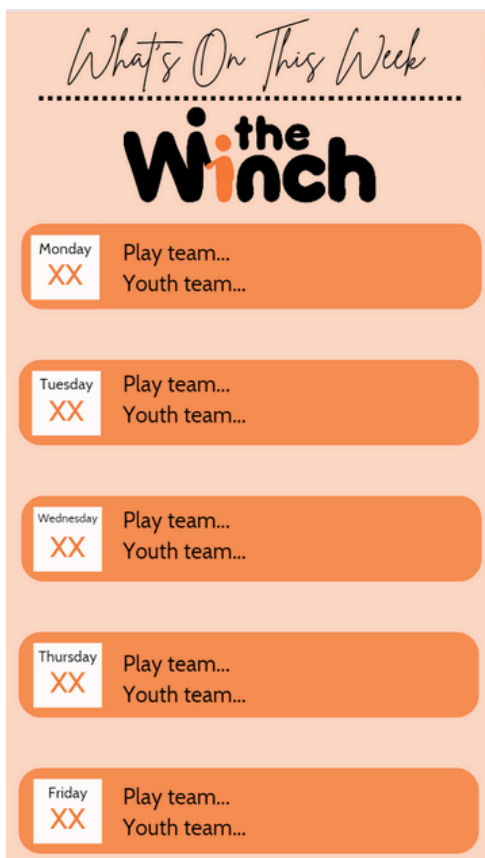 What's On This Week
the
Winch
Monday
XX
Play team...
Youth team...
Tuesday
XX
Play team...
Youth team...
Wednesday
XX
Play team...
Youth team...
Thursday
XX
Play team...
Youth team...
Friday
XX
Play team...
Youth team...